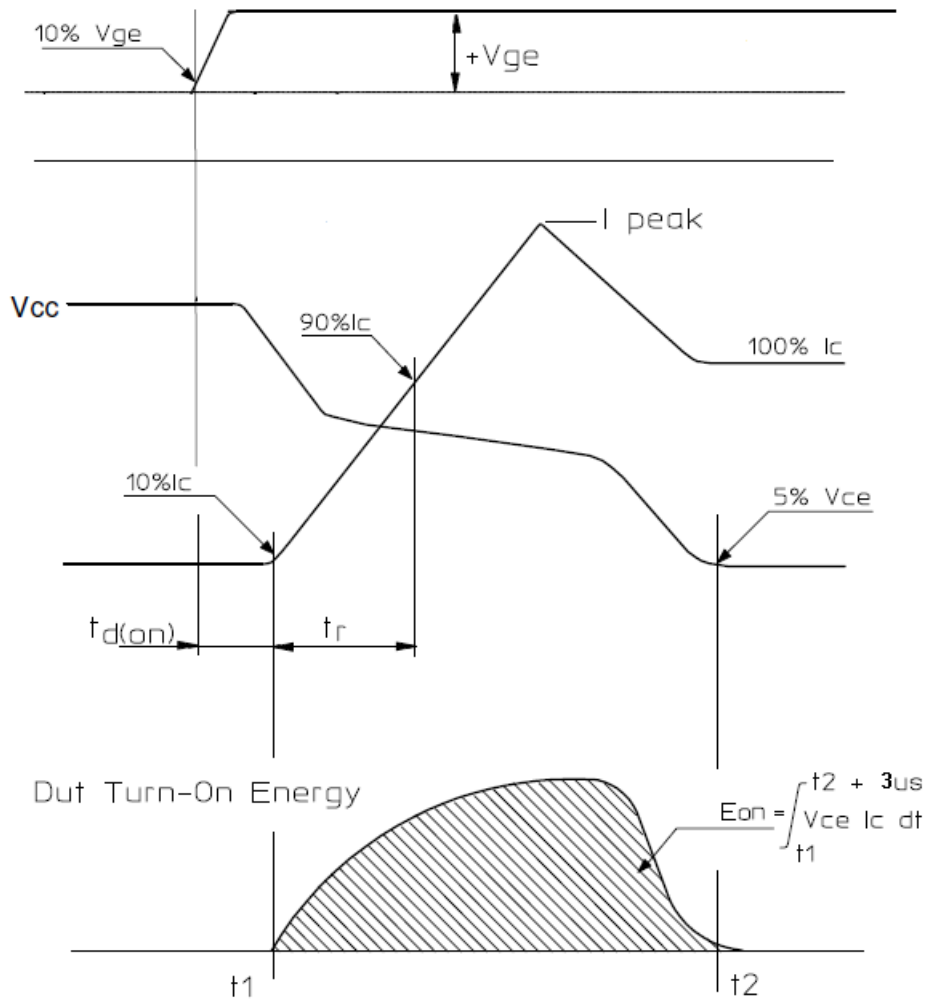 10% Vge
+Vge
I peak
Vcc
90%Ic
100% Ic
10%Ic
5% Vce
td(on)
tr
Dut Turn-On Energy
t2 + 3us
Eon = ∫ Vce Ic dt
t1
t1
t2